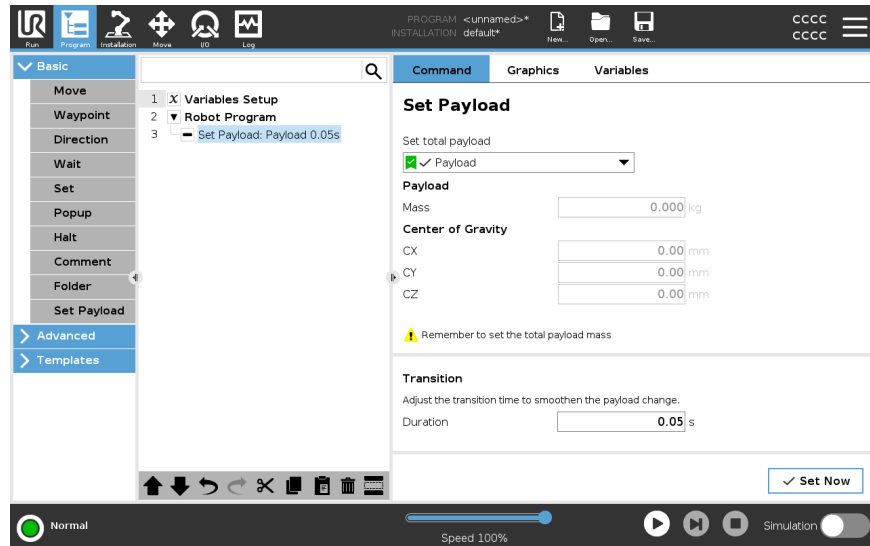 PROGRAM <unnamed>*
INSTALLATION default*
CCCC
CCCC
UR
Run
Program
Installation
Move
I/O
Log
New...
Open...
Save...
Basic
Move
Waypoint
Direction
Wait
Set
Popup
Halt
Comment
Folder
Set Payload
Advanced
Templates
1 X Variables Setup
2 Robot Program
3 Set Payload: Payload 0.05s
Command Graphics Variables
Set Payload
Set total payload
Payload
Payload
Mass 0.000 kg
Center of Gravity
CX 0.00 mm
CY 0.00 mm
CZ 0.00 mm
Remember to set the total payload mass
Transition
Adjust the transition time to smoothen the payload change.
Duration 0.05 s
Set Now
Normal
Speed 100%
Simulation